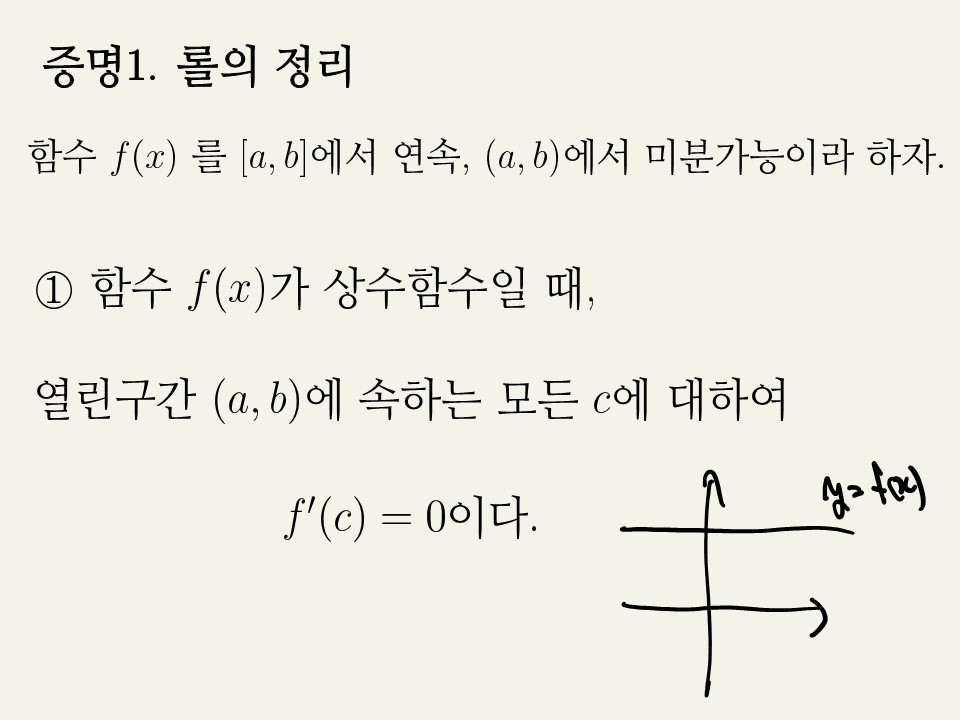 증명1. 롤의 정리
함수 f(x) 를 [a, b]에서 연속, (a, b)에서 미분가능이라 하자.
① 함수 f(x)가 상수함수일 때,
열린구간 (a, b)에 속하는 모든 c에 대하여
f′(c) = 0이다.
y=f(x)